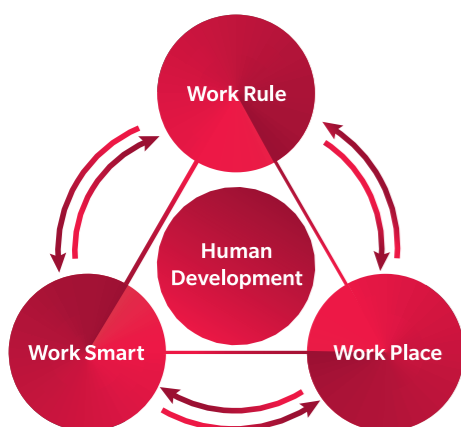 Work Rule
Human
Development
Work Smart
Work Place